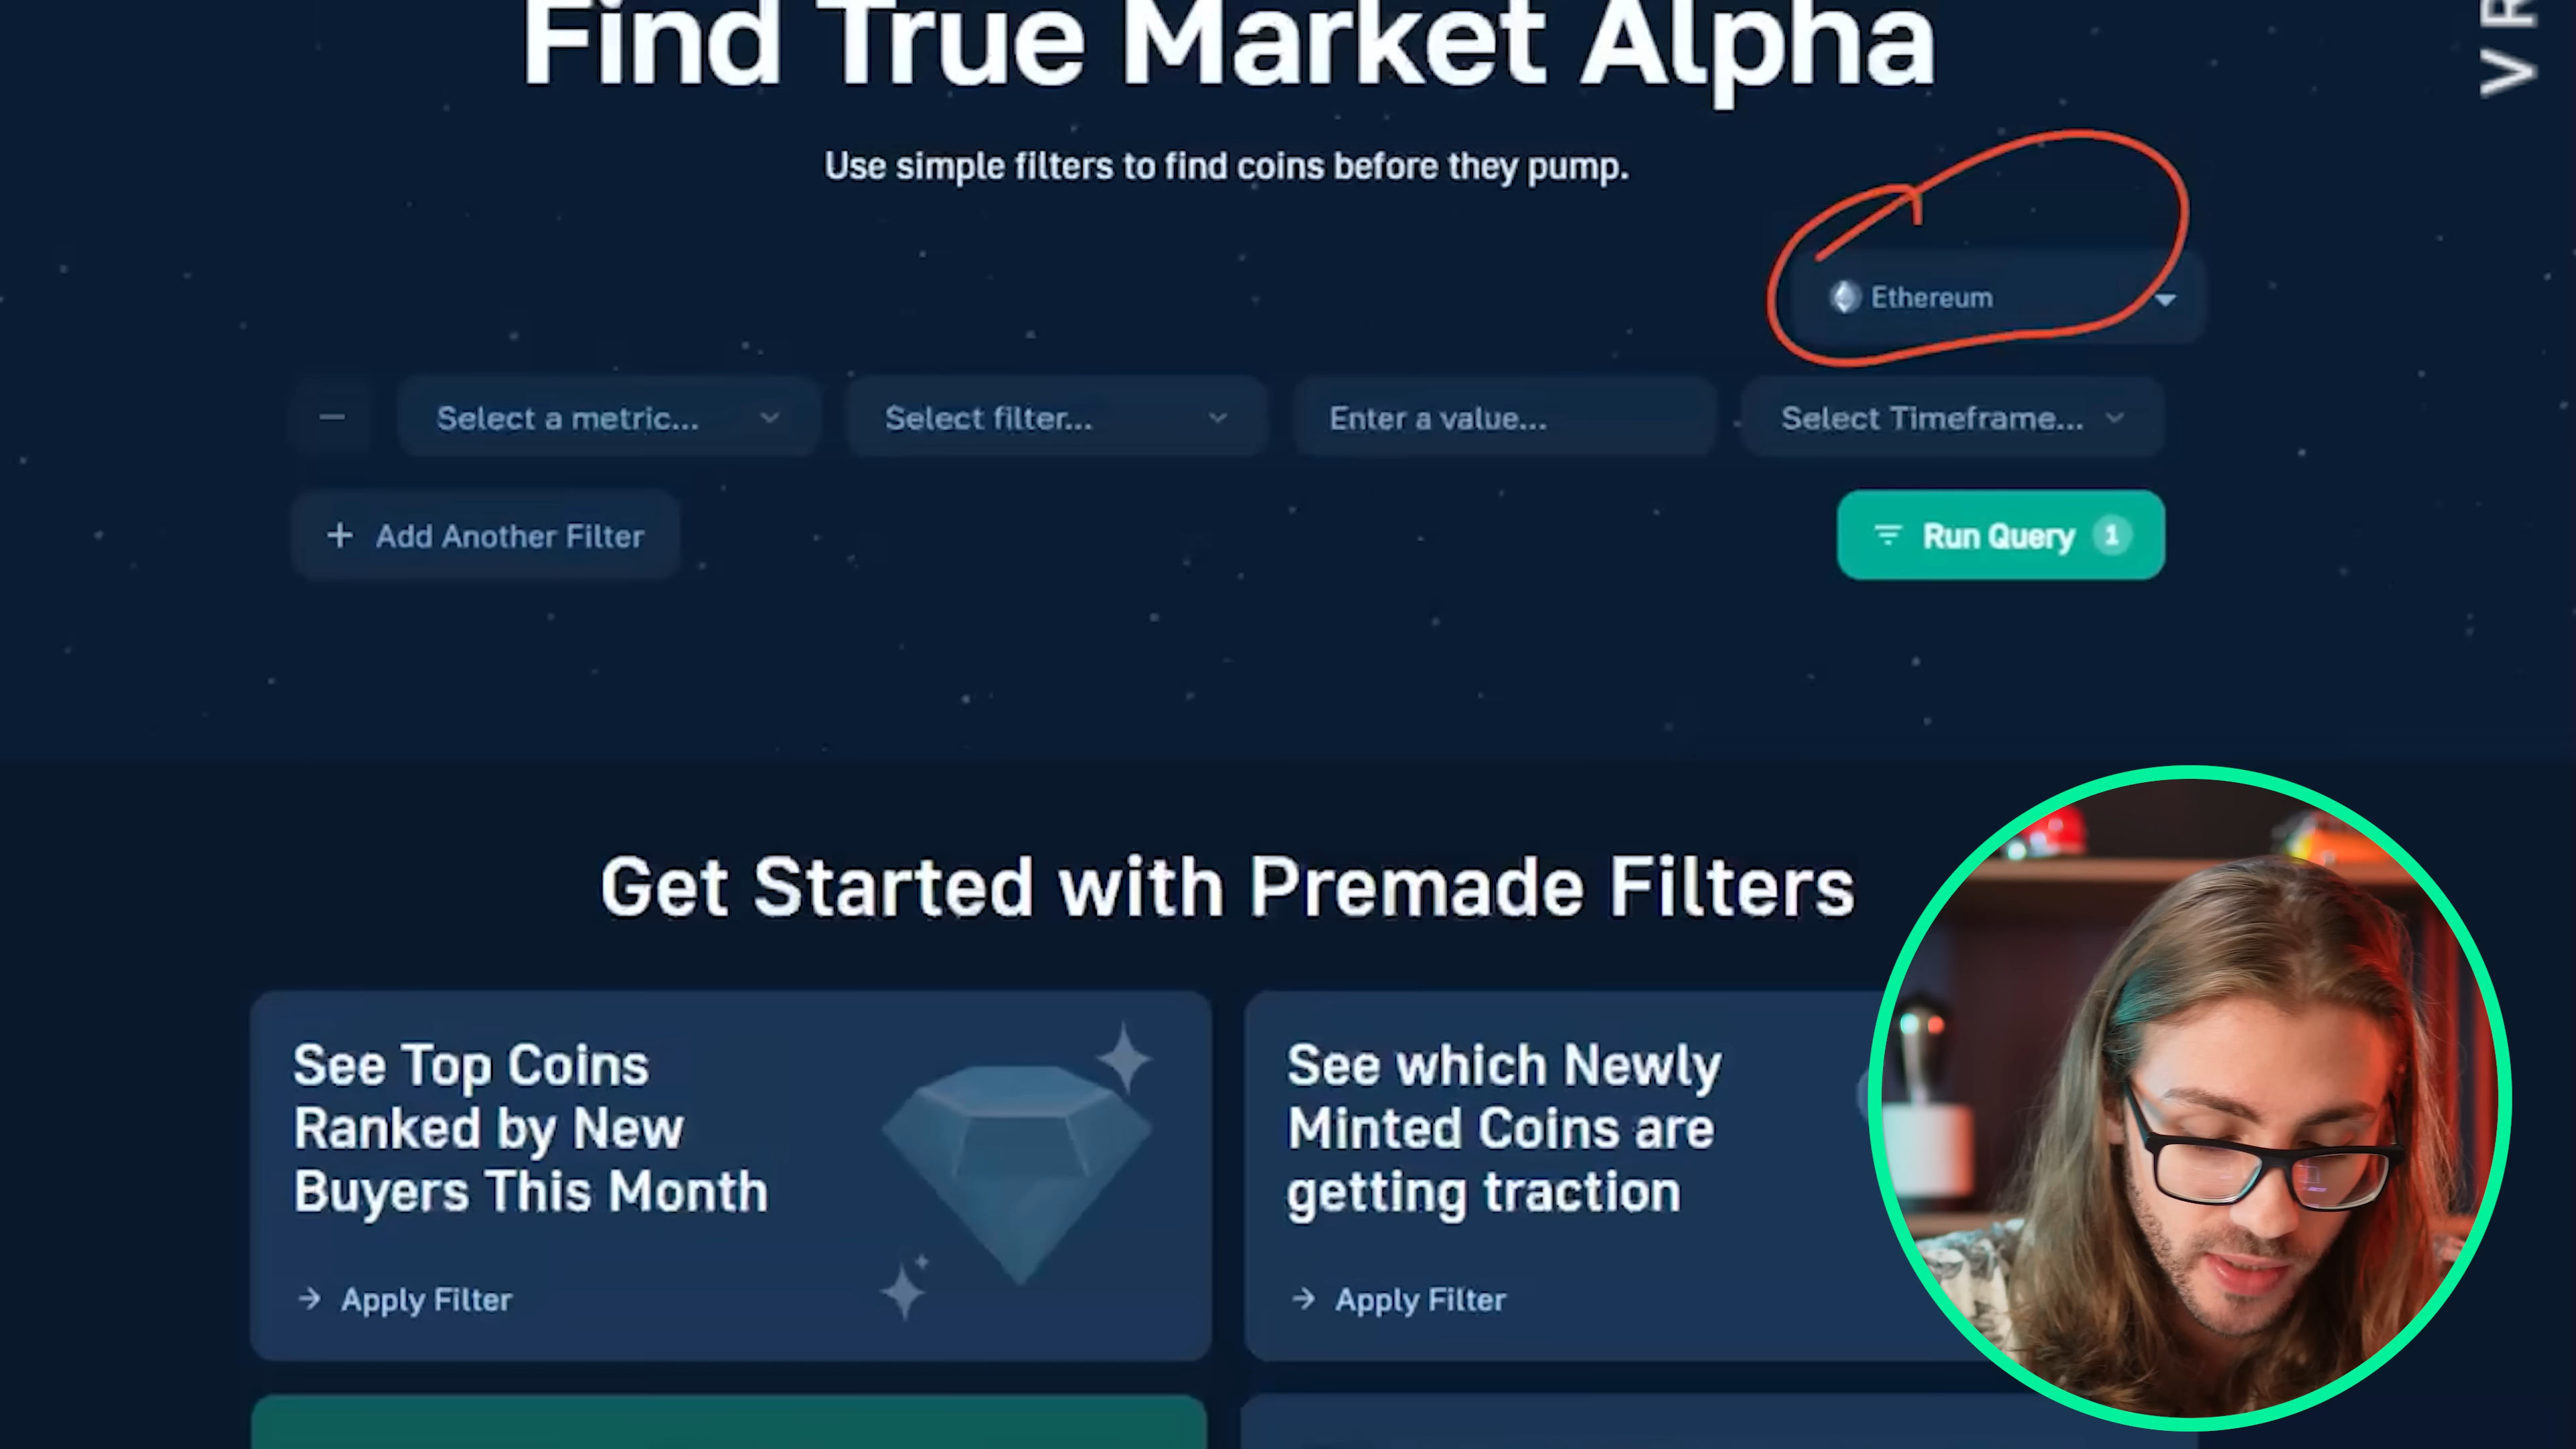 Find True Market Alpha
V R
Use simple filters to find coins before they pump.
Ethereum
Select a metric...
Select filter...
Enter a value...
Select Timeframe...
+ Add Another Filter
Run Query 1
Get Started with Premade Filters
See Top Coins
Ranked by New
Buyers This Month
→ Apply Filter
See which Newly
Minted Coins are
getting traction
→ Apply Filter